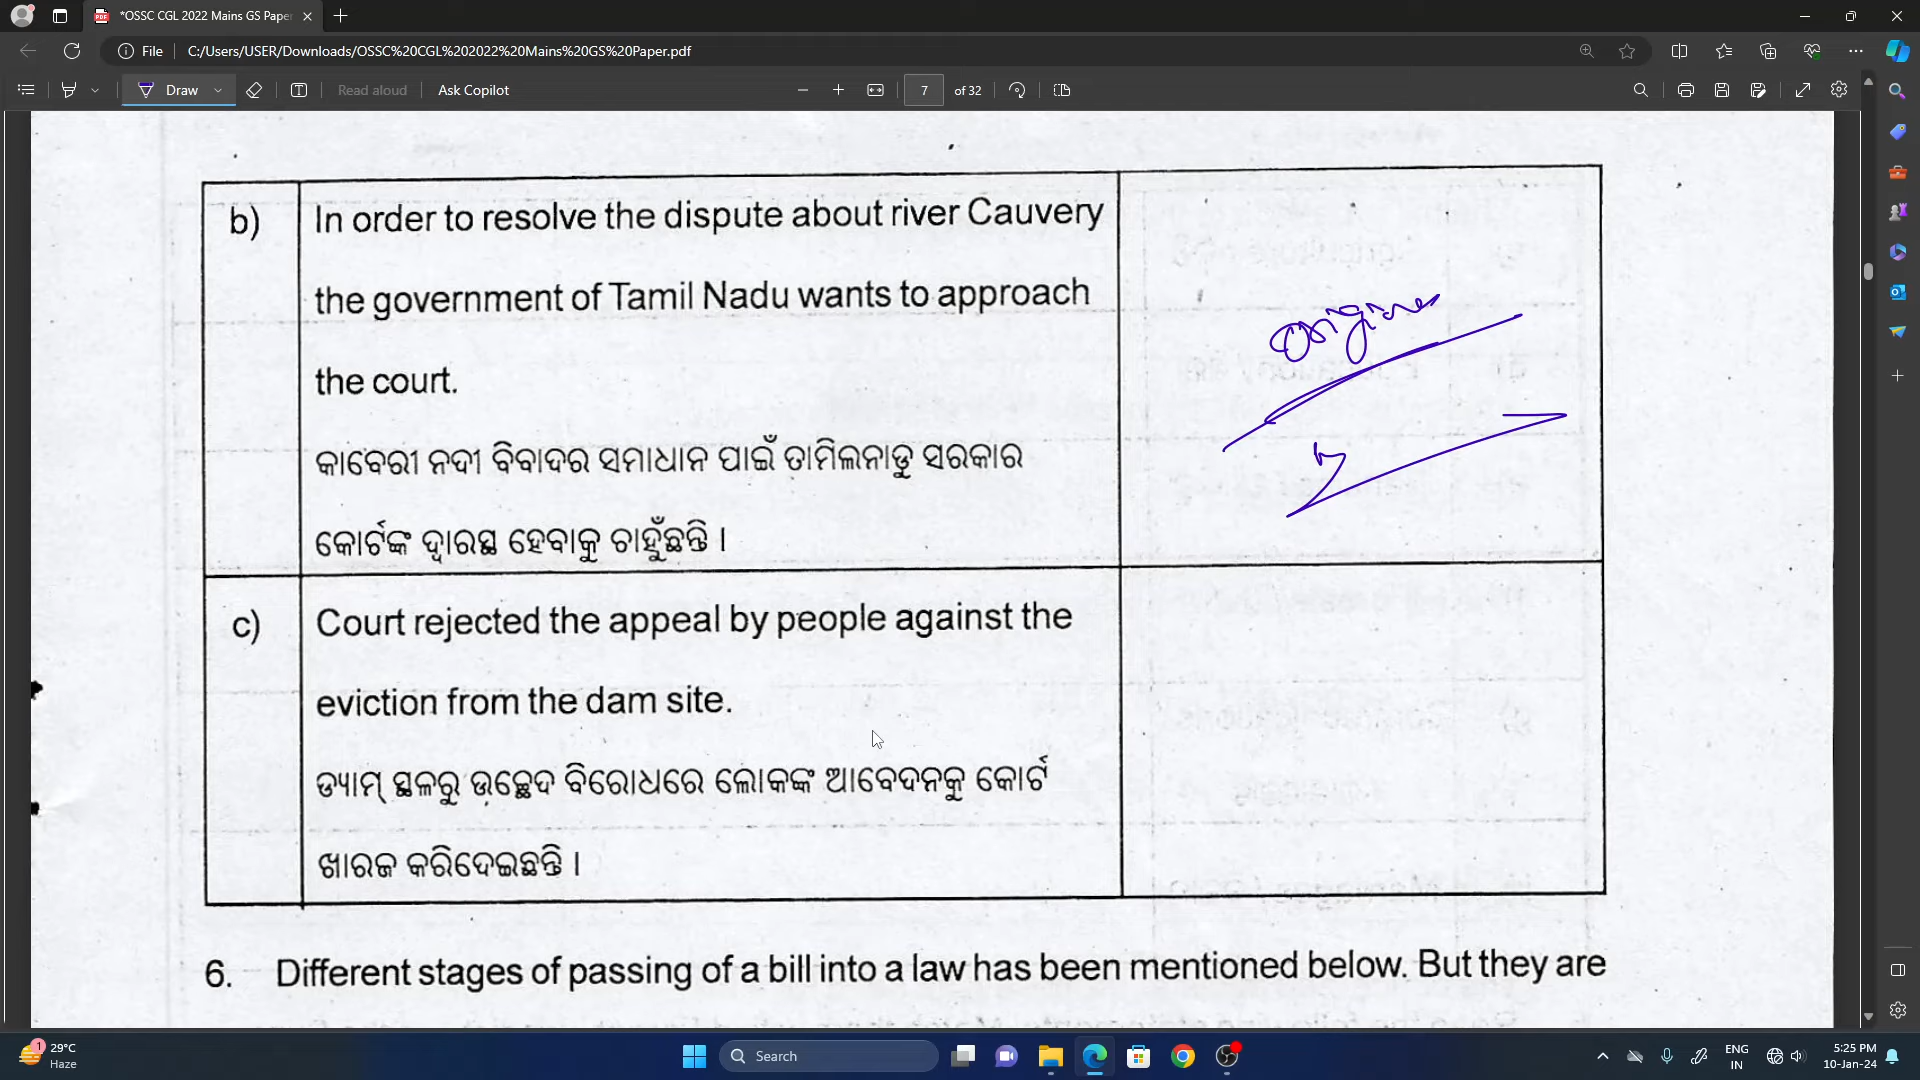 *OSSC CGL 2022 Mains GS Paper
File C:/Users/USER/Downloads/OSSC%20CGL%202022%20Mains%20GS%20Paper.pdf
Draw Read aloud Ask Copilot 7 of 32
b) In order to resolve the dispute about river Cauvery
the government of Tamil Nadu wants to approach
the court.
କାବେରୀ ନଦୀ ବିବାଦର ସମାଧାନ ପାଇଁ ତାମିଲନାଡୁ ସରକାର
କୋର୍ଟଙ୍କ ଦ୍ୱାରସ୍ଥ ହେବାକୁ ଚାହୁଁଛନ୍ତି ।
c) Court rejected the appeal by people against the
eviction from the dam site.
ଡ୍ୟାମ୍ ସ୍ଥଳରୁ ଉଚ୍ଛେଦ ବିରୋଧରେ ଲୋକଙ୍କ ଆବେଦନକୁ କୋର୍ଟ
ଖାରଜ କରିଦେଇଛନ୍ତି ।
6. Different stages of passing of a bill into a law has been mentioned below. But they are
1 29°C
Haze
Search
ENG
IN
5:25 PM
10-Jan-24